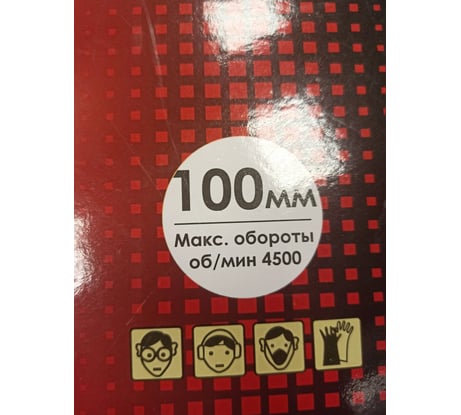 100мм
Макс. обороты
об/мин 4500